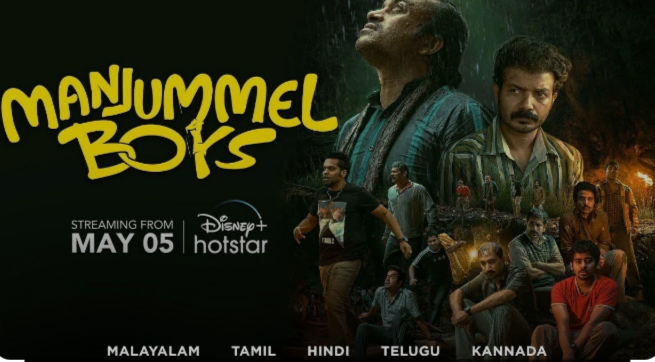 MANJUMMEL
BOYS
STREAMING FROM
MAY 05
Disney+
hotstar
MALAYALAM TAMIL HINDI TELUGU KANNADA